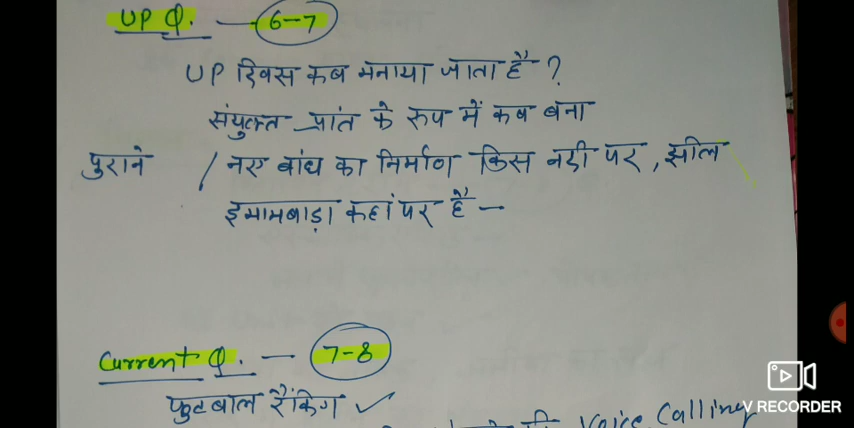 UP Q. — 6-7
UP दिवस कब मनाया जाता है ?
संयुक्त प्रांत के रूप में कब बना
पुराने / नए बांध का निर्माण किस नदी पर, झील
इमामबाड़ा कहां पर है —
Current Q. — 7-8
फुटबाल रैंकिग ✓
की Voice Calling
V RECORDER